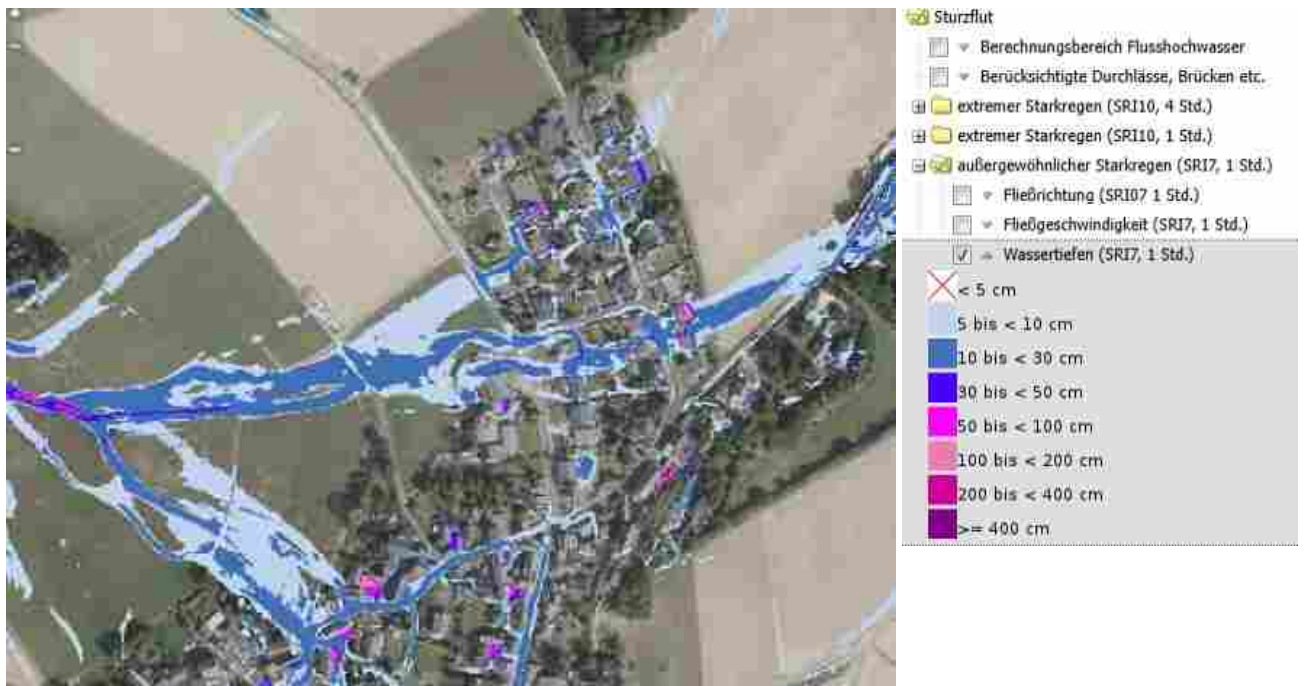 Sturzflut
Berechnungsbereich Flusshochwasser
Berücksichtigte Durchlässe, Brücken etc.
extremer Starkregen (SRI10, 4 Std.)
extremer Starkregen (SRI10, 1 Std.)
außergewöhnlicher Starkregen (SRI7, 1 Std.)
Fließrichtung (SRI07 1 Std.)
Fließgeschwindigkeit (SRI7, 1 Std.)
Wassertiefen (SRI7, 1 Std.)
< 5 cm
5 bis < 10 cm
10 bis < 30 cm
30 bis < 50 cm
50 bis < 100 cm
100 bis < 200 cm
200 bis < 400 cm
>= 400 cm